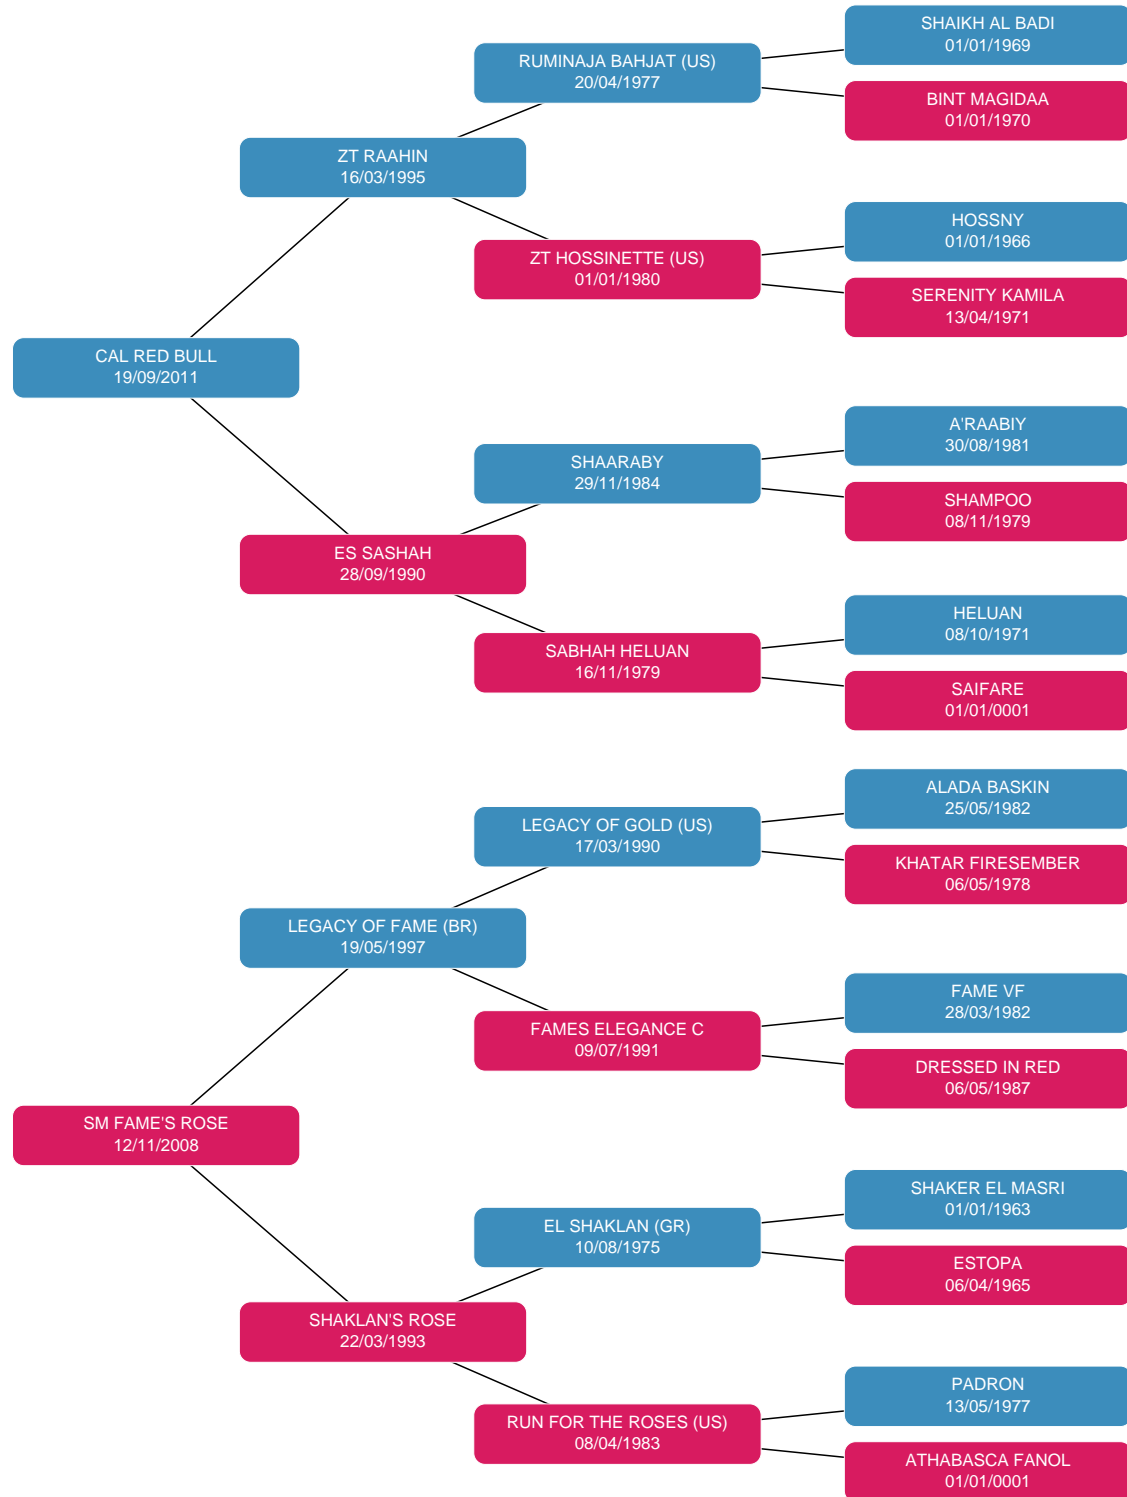 SHAIKH AL BADI
01/01/1969
RUMINAJA BAHJAT (US)
20/04/1977
BINT MAGIDAA
01/01/1970
ZT RAAHIN
16/03/1995
HOSSNY
01/01/1966
ZT HOSSINETTE (US)
01/01/1980
SERENITY KAMILA
13/04/1971
CAL RED BULL
19/09/2011
A'RAABIY
30/08/1981
SHAARABY
29/11/1984
SHAMPOO
08/11/1979
ES SASHAH
28/09/1990
HELUAN
08/10/1971
SABHAH HELUAN
16/11/1979
SAIFARE
01/01/0001
ALADA BASKIN
25/05/1982
LEGACY OF GOLD (US)
17/03/1990
KHATAR FIRESEMBER
06/05/1978
LEGACY OF FAME (BR)
19/05/1997
FAME VF
28/03/1982
FAMES ELEGANCE C
09/07/1991
DRESSED IN RED
06/05/1987
SM FAME'S ROSE
12/11/2008
SHAKER EL MASRI
01/01/1963
EL SHAKLAN (GR)
10/08/1975
ESTOPA
06/04/1965
SHAKLAN'S ROSE
22/03/1993
PADRON
13/05/1977
RUN FOR THE ROSES (US)
08/04/1983
ATHABASCA FANOL
01/01/0001